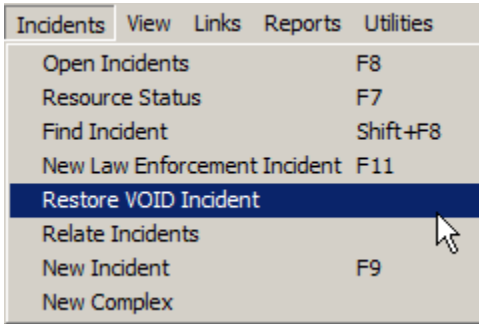 Incidents View Links Reports Utilities
Open Incidents F8
Resource Status F7
Find Incident Shift+F8
New Law Enforcement Incident F11
Restore VOID Incident
Relate Incidents
New Incident F9
New Complex